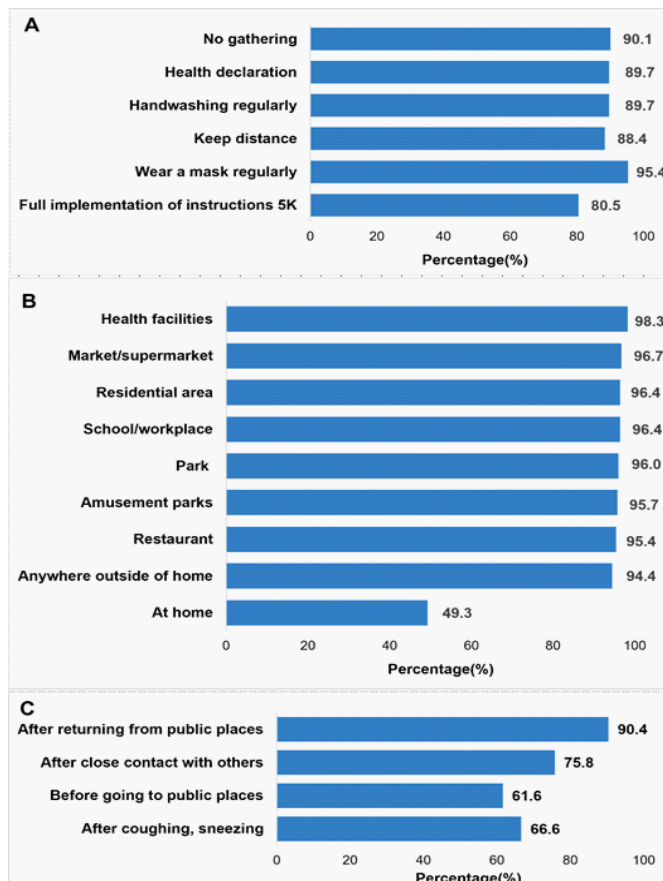 A
No gathering 90.1
Health declaration 89.7
Handwashing regularly 89.7
Keep distance 88.4
Wear a mask regularly 95.4
Full implementation of instructions 5K 80.5
0 20 40 60 80 100
Percentage(%)
B
Health facilities 98.3
Market/supermarket 96.7
Residential area 96.4
School/workplace 96.4
Park 96.0
Amusement parks 95.7
Restaurant 95.4
Anywhere outside of home 94.4
At home 49.3
0 20 40 60 80 100
Percentage(%)
C
After returning from public places 90.4
After close contact with others 75.8
Before going to public places 61.6
After coughing, sneezing 66.6
0 20 40 60 80 100
Percentage(%)